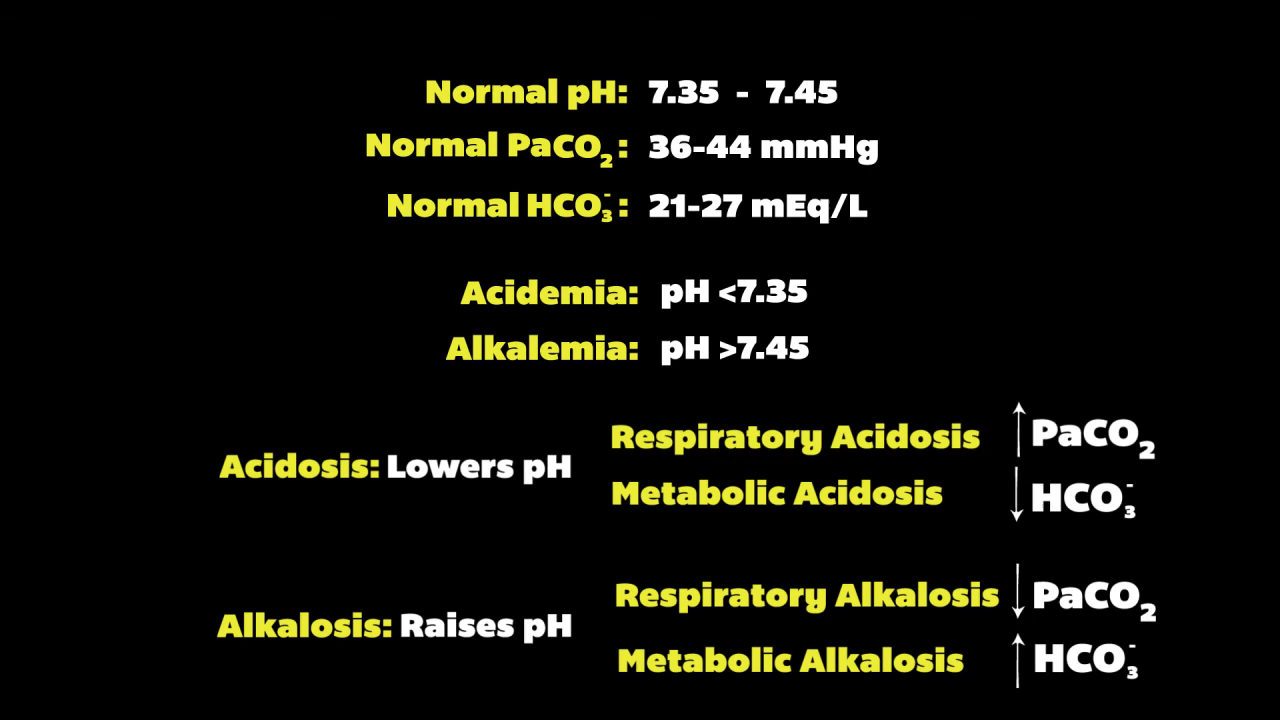 Normal pH: 7.35 - 7.45
Normal PaCO₂: 36-44 mmHg
Normal HCO₃⁻: 21-27 mEq/L
Acidemia: pH <7.35
Alkalemia: pH >7.45
Respiratory Acidosis ↑ PaCO₂
Acidosis: Lowers pH
Metabolic Acidosis ↓ HCO₃⁻
Respiratory Alkalosis ↓ PaCO₂
Alkalosis: Raises pH
Metabolic Alkalosis ↑ HCO₃⁻